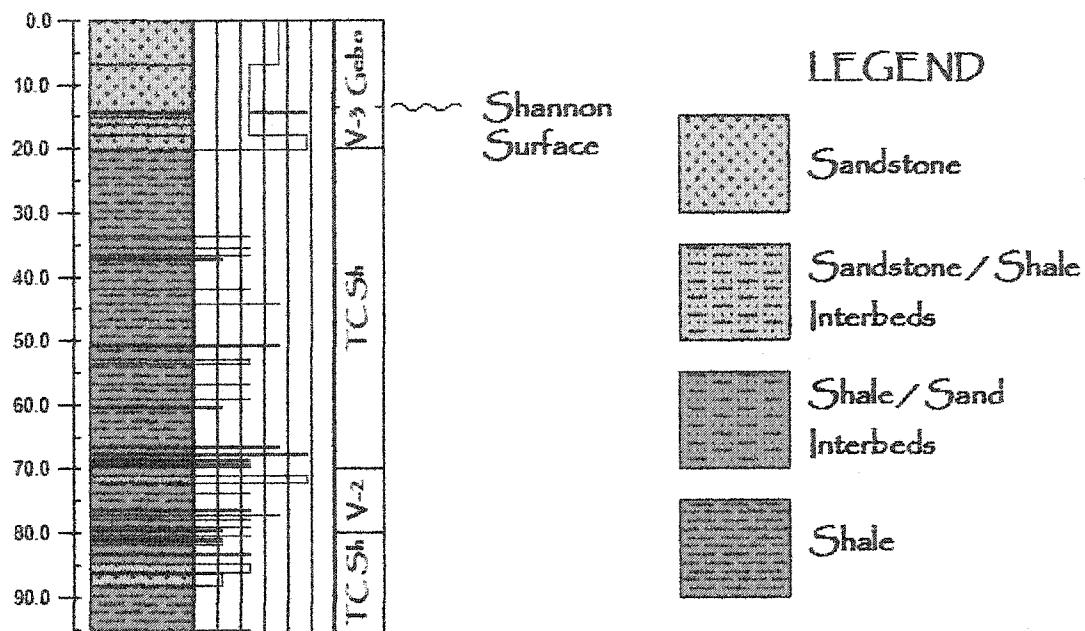 0.0
10.0
20.0
30.0
40.0
50.0
60.0
70.0
80.0
90.0
V-3 Gebo
TC. Sh
V-2
TC. Sh
Shannon
Surface
LEGEND
Sandstone
Sandstone / Shale
Interbeds
Shale / Sand
Interbeds
Shale